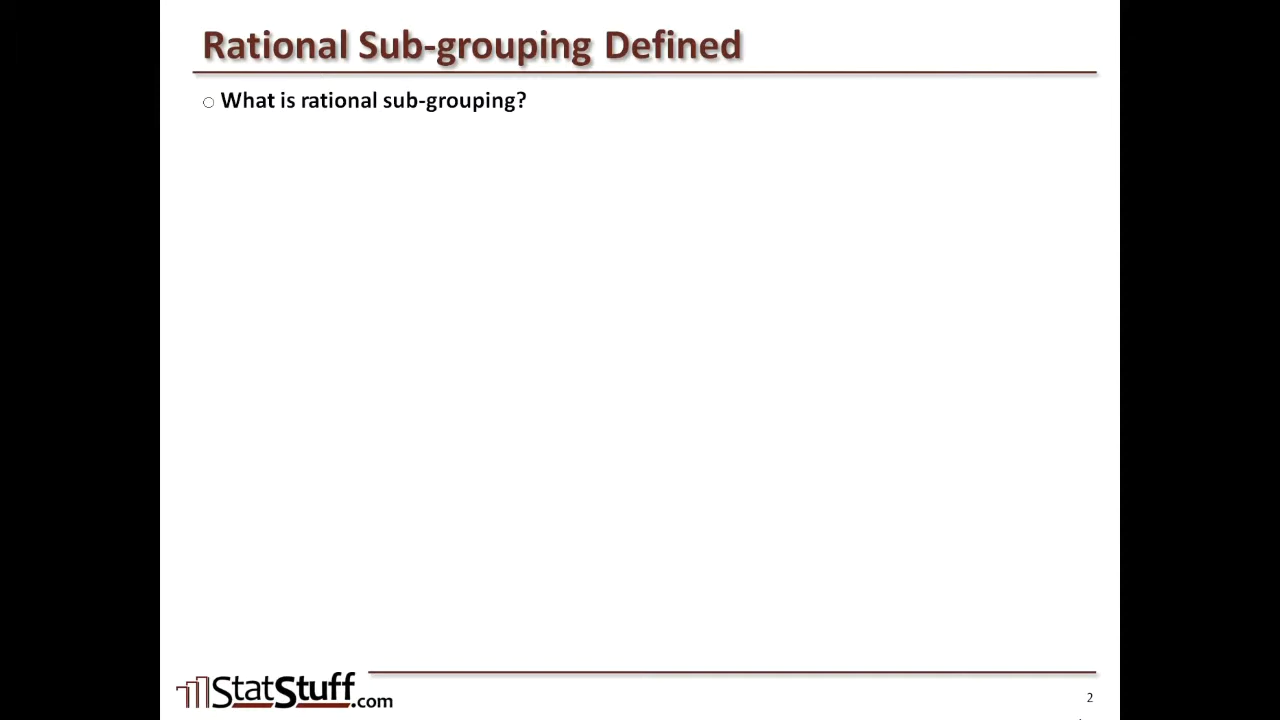 Rational Sub-grouping Defined
○ What is rational sub-grouping?
StatStuff.com
2